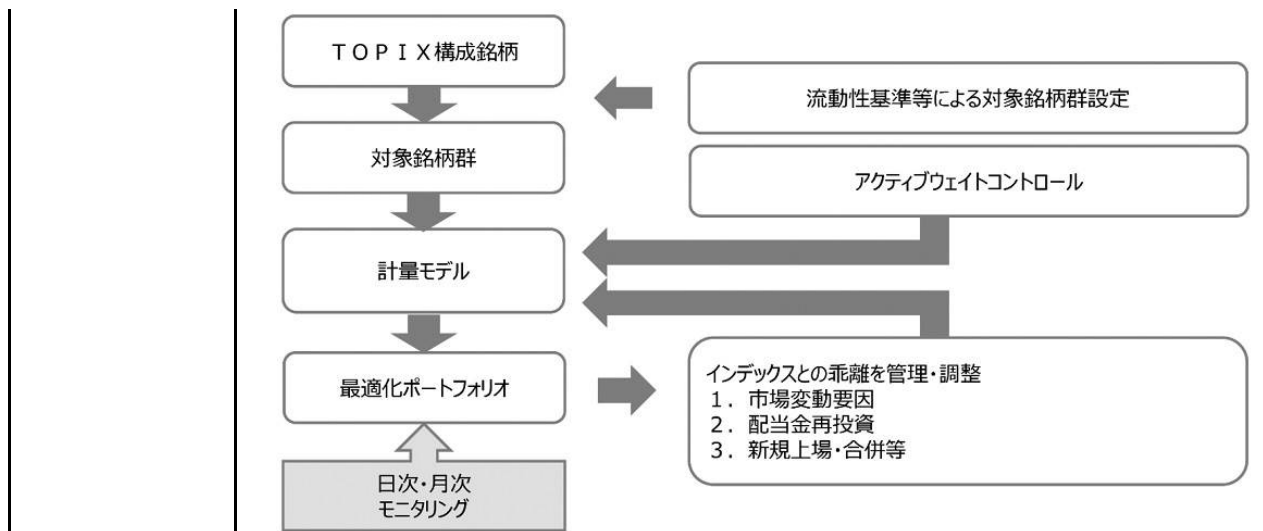 ＴＯＰＩＸ構成銘柄
流動性基準等による対象銘柄群設定
対象銘柄群
アクティブウェイトコントロール
計量モデル
最適化ポートフォリオ
インデックスとの乖離を管理・調整
１．市場変動要因
２．配当金再投資
３．新規上場・合併等
日次・月次
モニタリング